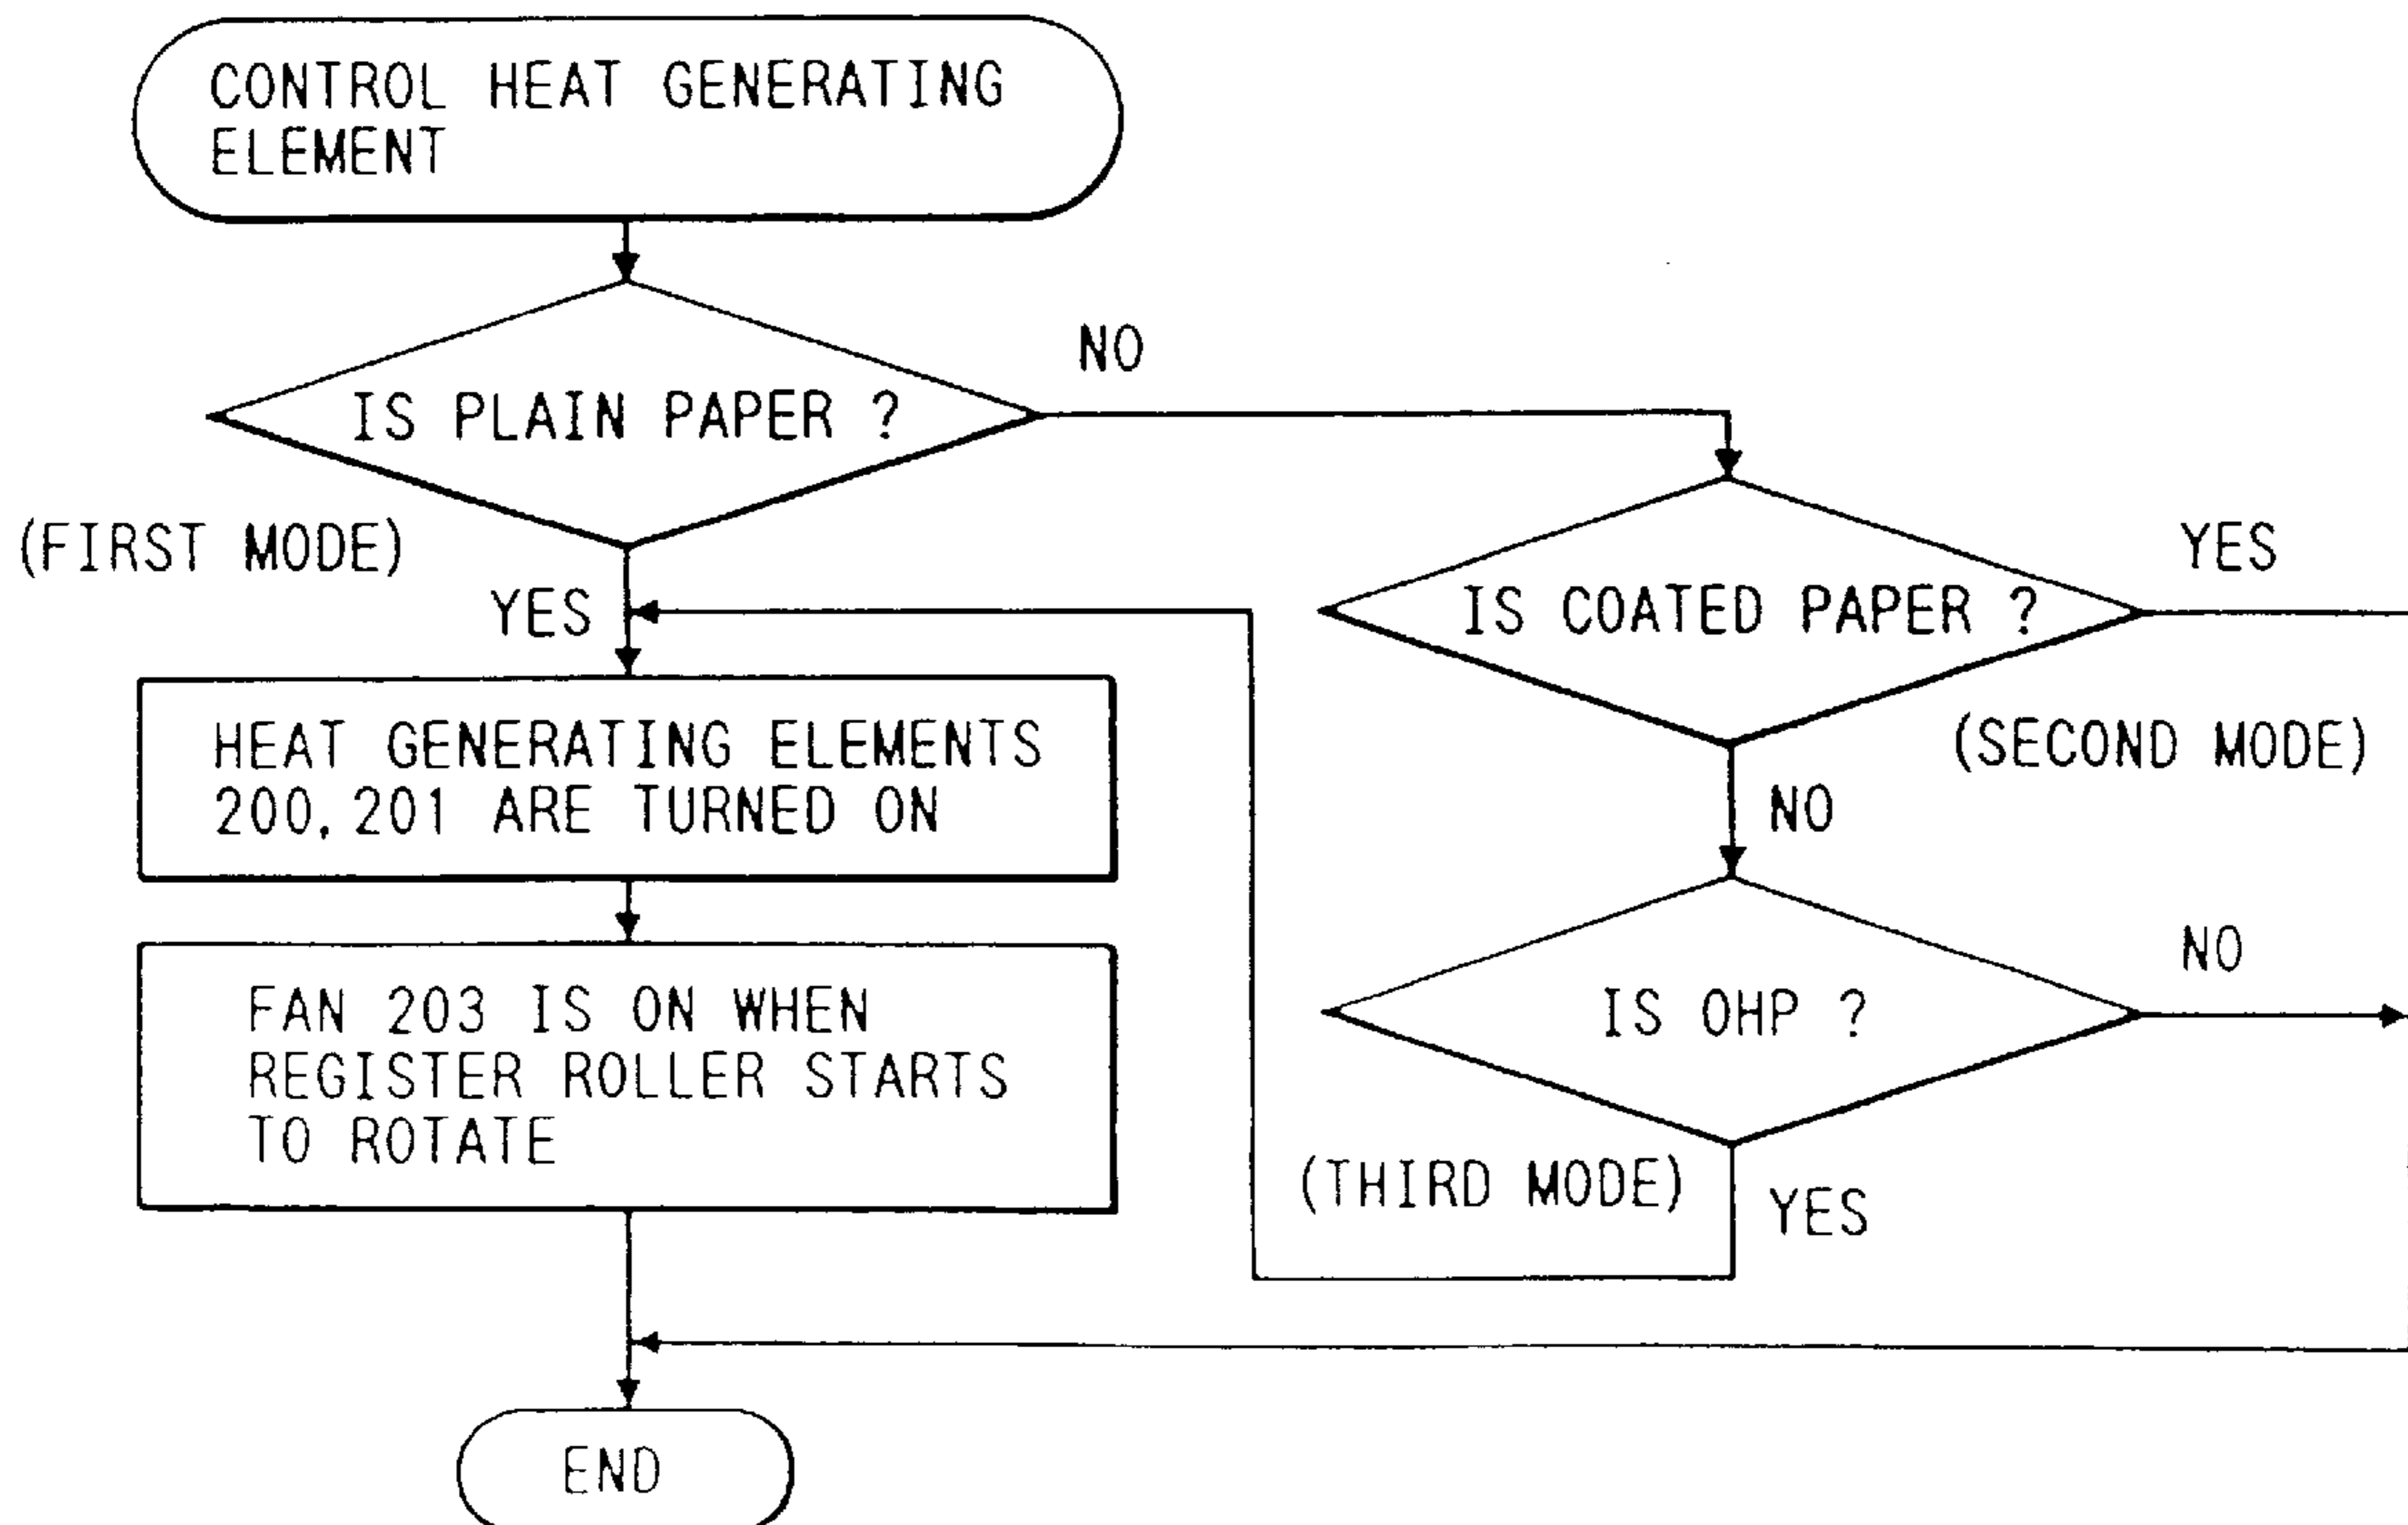 CONTROL HEAT GENERATING
ELEMENT
IS PLAIN PAPER ?
NO
(FIRST MODE)
YES
IS COATED PAPER ?
YES
(SECOND MODE)
NO
HEAT GENERATING ELEMENTS
200,201 ARE TURNED ON
FAN 203 IS ON WHEN
REGISTER ROLLER STARTS
TO ROTATE
IS OHP ?
NO
(THIRD MODE)
YES
END